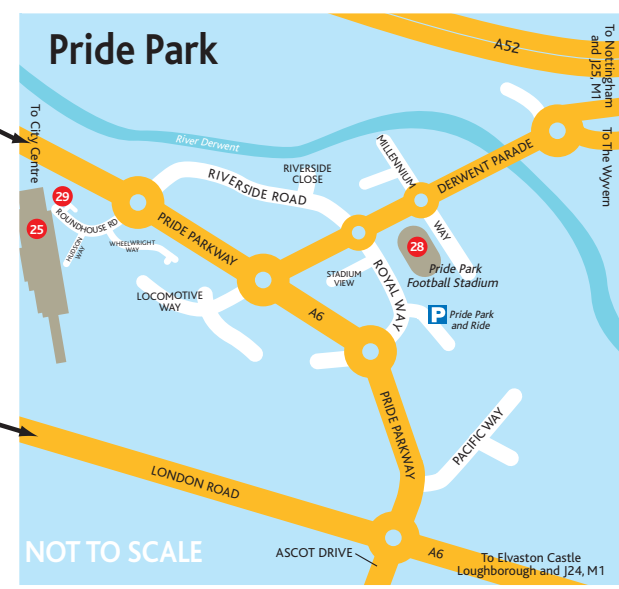 Pride Park
A52
To Nottingham
and J25, M1
To The Wyvern
To City Centre
River Derwent
MILLENNIUM
WAY
DERWENT PARADE
RIVERSIDE
CLOSE
RIVERSIDE ROAD
29
25
ROUNDHOUSE RD
HUDSON
WAY
WHEELWRIGHT
WAY
PRIDE PARKWAY
28
Pride Park
Football Stadium
STADIUM
VIEW
ROYAL WAY
LOCOMOTIVE
WAY
A6
P
Pride Park
and Ride
PRIDE PARKWAY
PACIFIC WAY
LONDON ROAD
NOT TO SCALE
ASCOT DRIVE
A6
To Elvaston Castle
Loughborough and J24, M1